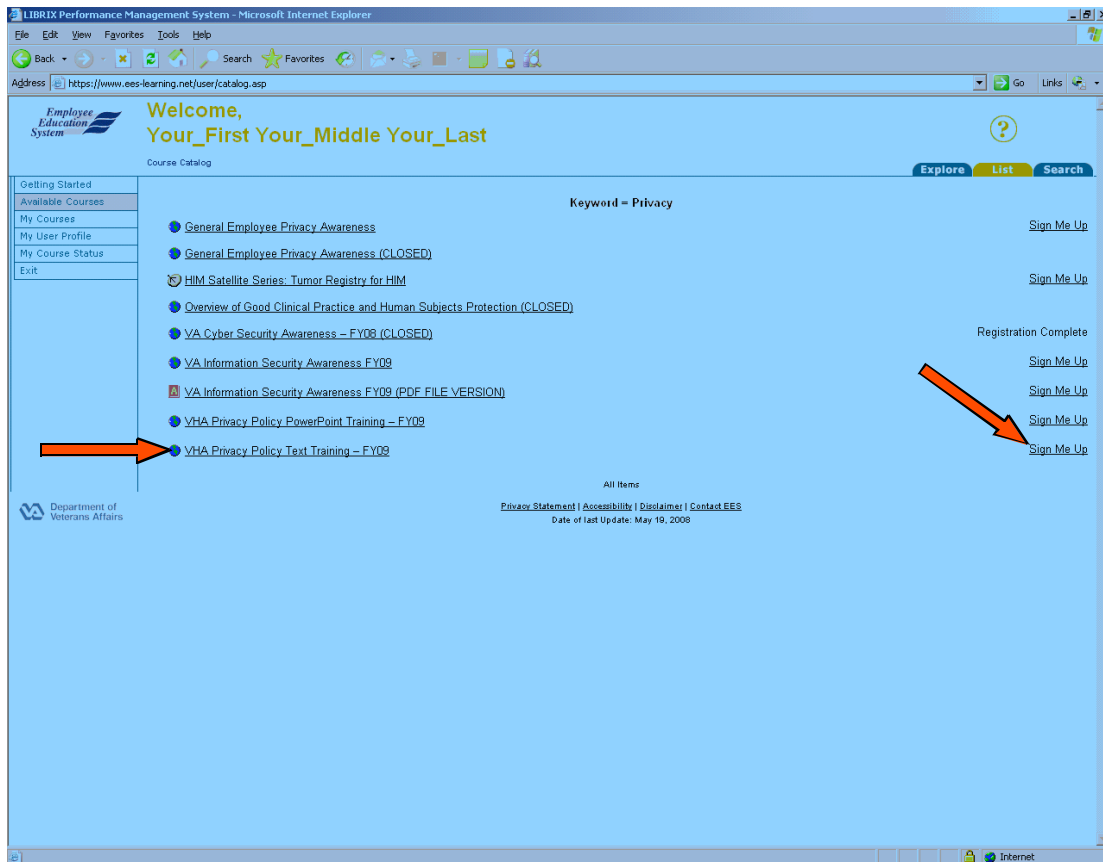 LIBRIX Performance Management System - Microsoft Internet Explorer
File Edit View Favorites Tools Help
Back Search Favorites
Address https://www.ees-learning.net/user/catalog.asp Go Links
Employee
Education
System
Welcome,
Your_First Your_Middle Your_Last
?
Course Catalog
Explore List Search
Getting Started
Available Courses
My Courses
My User Profile
My Course Status
Exit
Keyword = Privacy
General Employee Privacy Awareness Sign Me Up
General Employee Privacy Awareness (CLOSED)
HIM Satellite Series: Tumor Registry for HIM Sign Me Up
Overview of Good Clinical Practice and Human Subjects Protection (CLOSED)
VA Cyber Security Awareness – FY08 (CLOSED) Registration Complete
VA Information Security Awareness FY09 Sign Me Up
VA Information Security Awareness FY09 (PDF FILE VERSION) Sign Me Up
VHA Privacy Policy PowerPoint Training – FY09 Sign Me Up
VHA Privacy Policy Text Training – FY09 Sign Me Up
All Items
Department of
Veterans Affairs
Privacy Statement | Accessibility | Disclaimer | Contact EES
Date of last Update: May 19, 2008
Internet